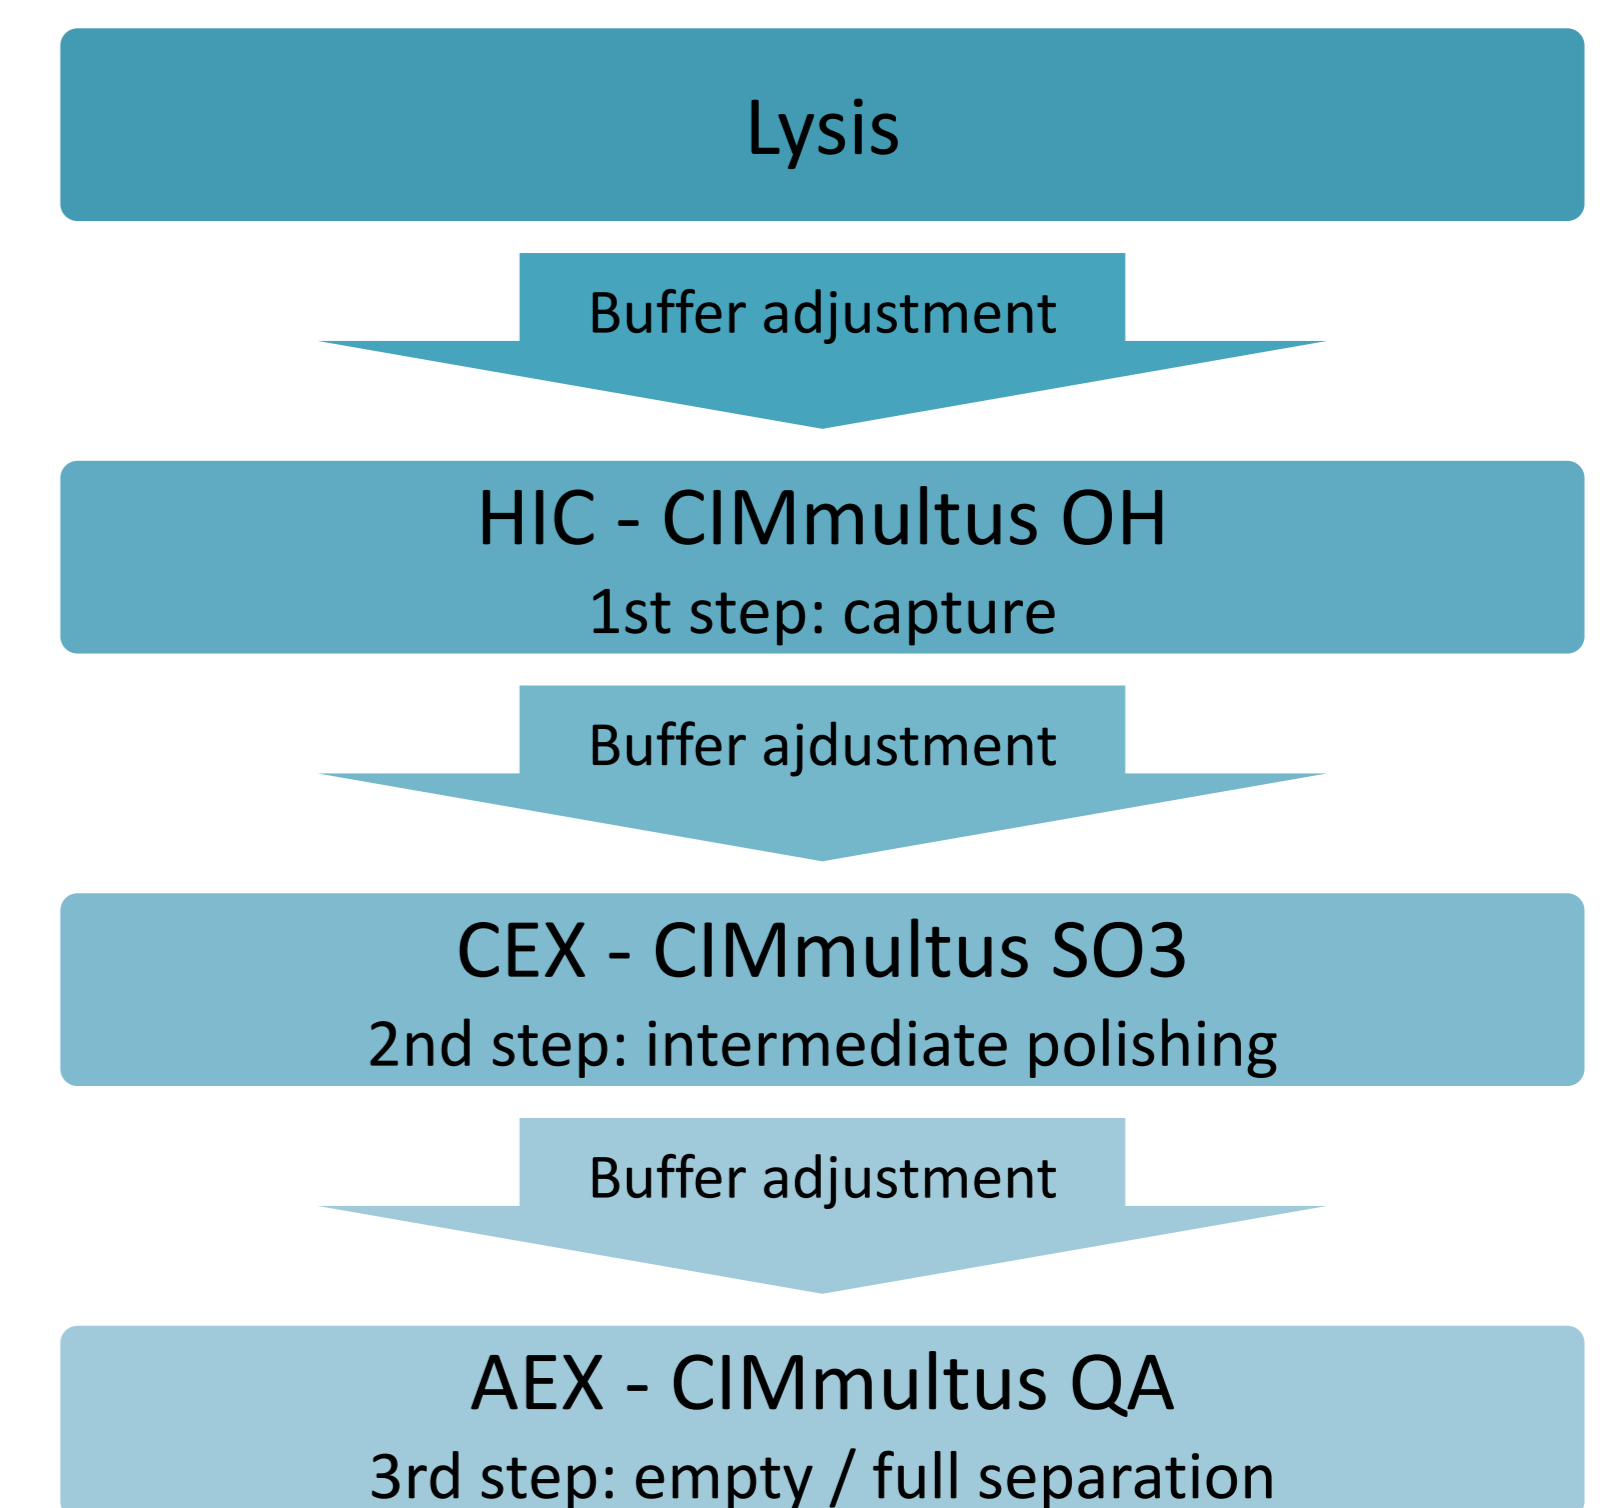 Lysis
Buffer adjustment
HIC - CIMmultus OH
1st step: capture
Buffer ajdustment
CEX - CIMmultus SO3
2nd step: intermediate polishing
Buffer adjustment
AEX - CIMmultus QA
3rd step: empty / full separation